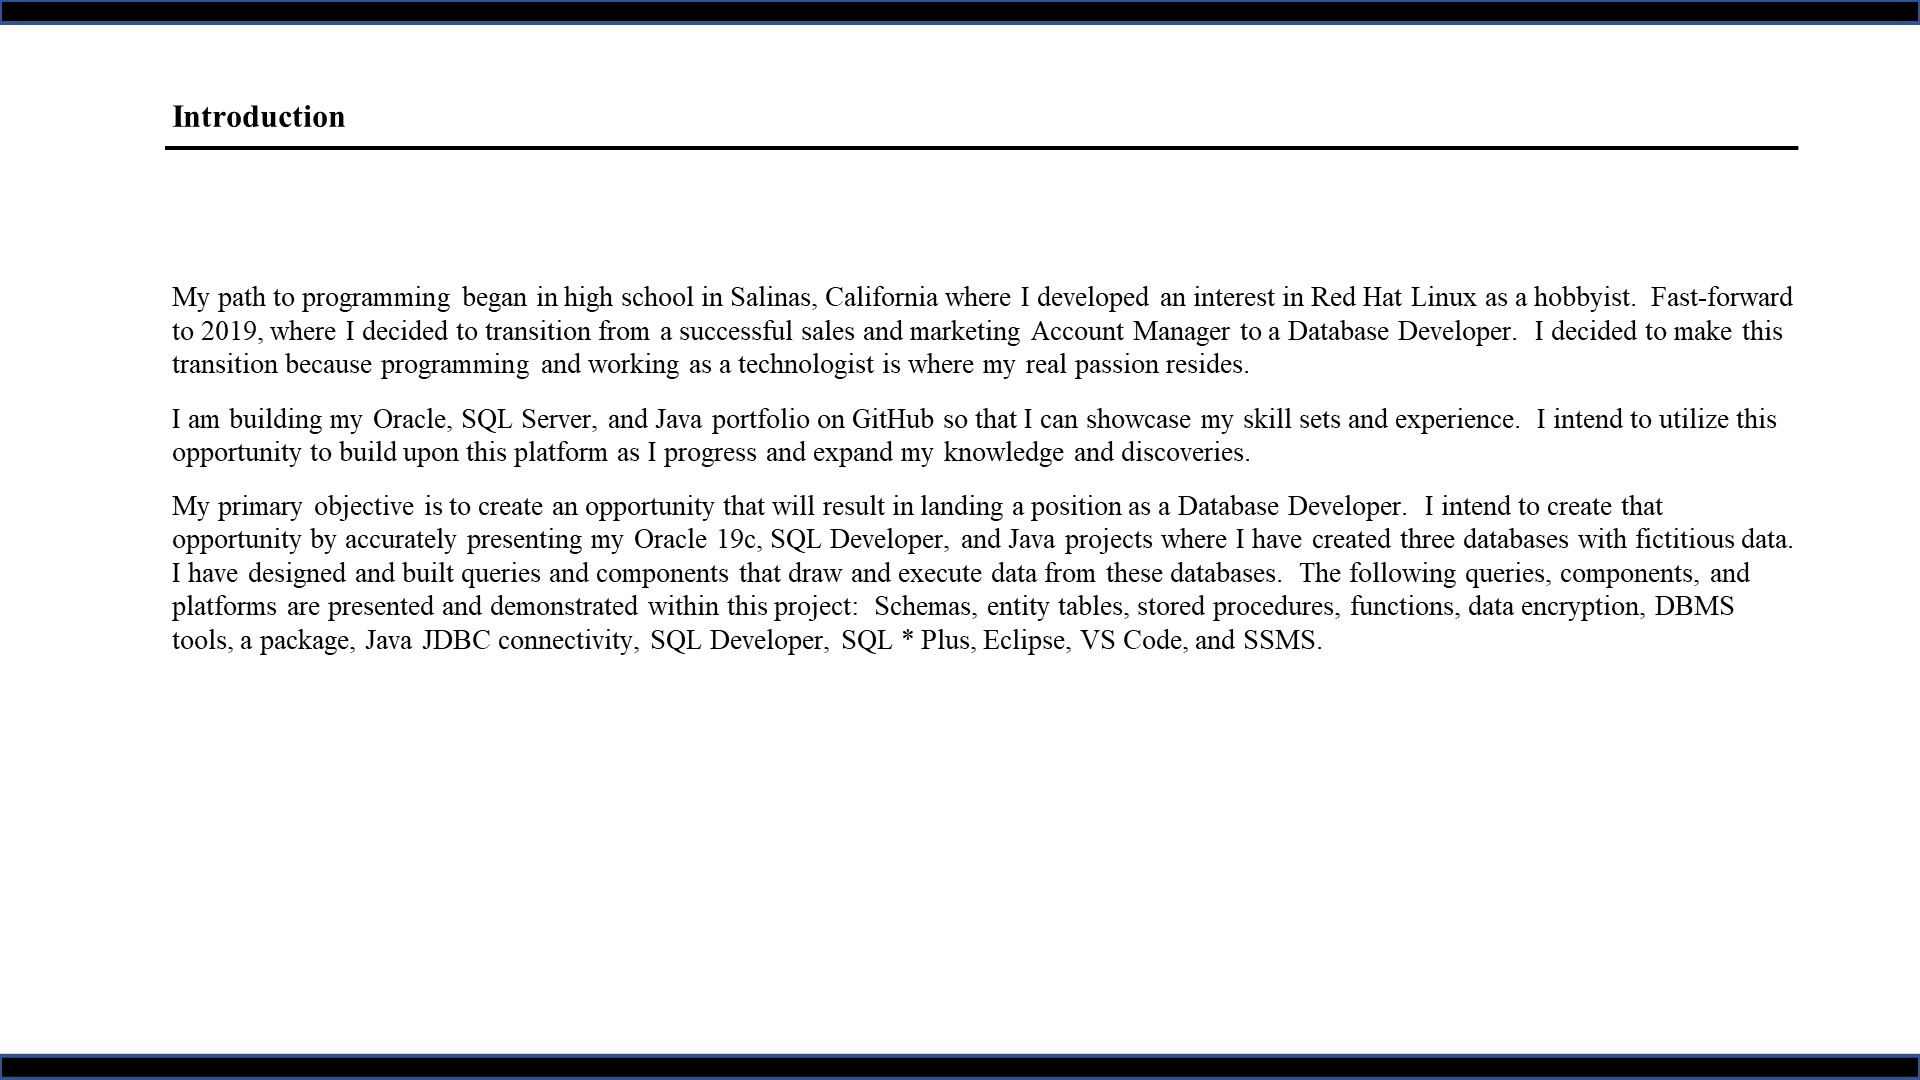 Introduction
My path to programming began in high school in Salinas, California where I developed an interest in Red Hat Linux as a hobbyist.  Fast-forward
to 2019, where I decided to transition from a successful sales and marketing Account Manager to a Database Developer.  I decided to make this
transition because programming and working as a technologist is where my real passion resides.
I am building my Oracle, SQL Server, and Java portfolio on GitHub so that I can showcase my skill sets and experience.  I intend to utilize this
opportunity to build upon this platform as I progress and expand my knowledge and discoveries.
My primary objective is to create an opportunity that will result in landing a position as a Database Developer.  I intend to create that
opportunity by accurately presenting my Oracle 19c, SQL Developer, and Java projects where I have created three databases with fictitious data.
I have designed and built queries and components that draw and execute data from these databases.  The following queries, components, and
platforms are presented and demonstrated within this project:  Schemas, entity tables, stored procedures, functions, data encryption, DBMS
tools, a package, Java JDBC connectivity, SQL Developer, SQL * Plus, Eclipse, VS Code, and SSMS.